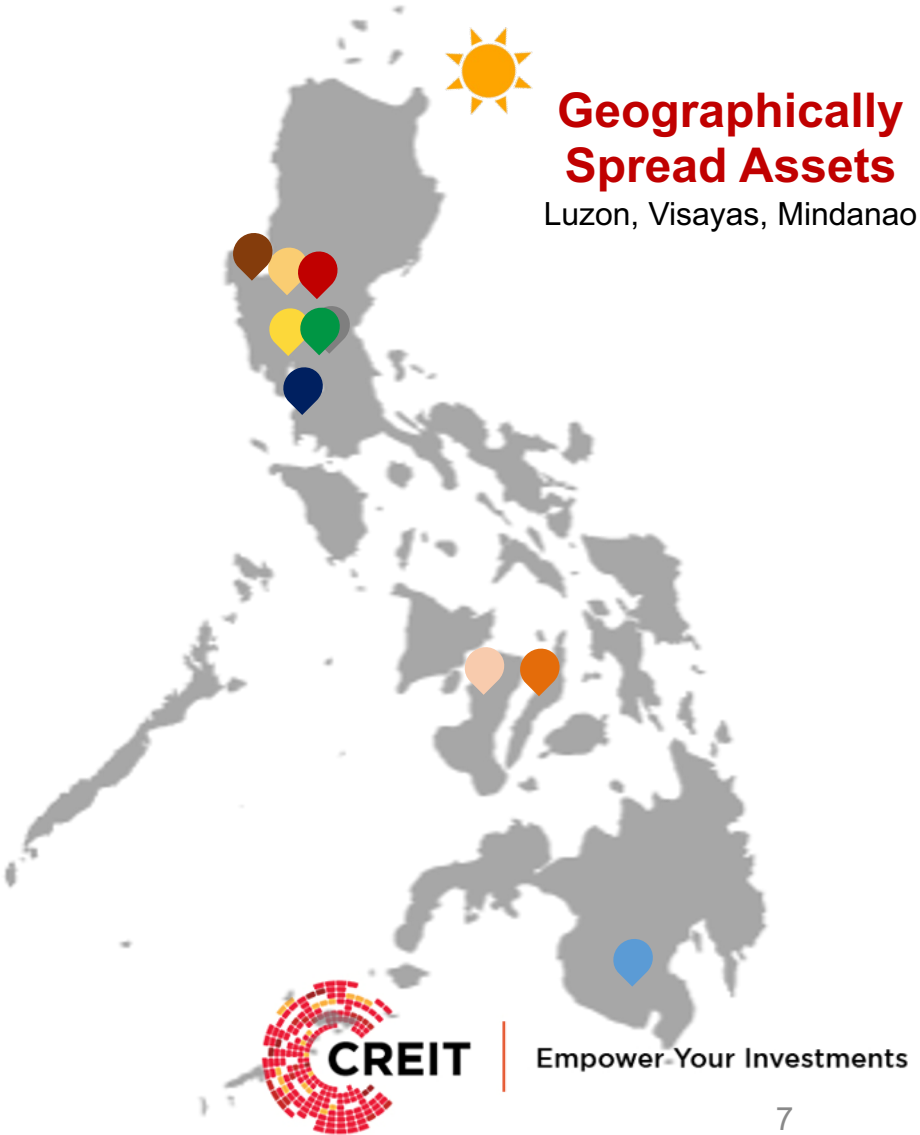 Geographically
Spread Assets
Luzon, Visayas, Mindanao
CREIT
Empower Your Investments
7